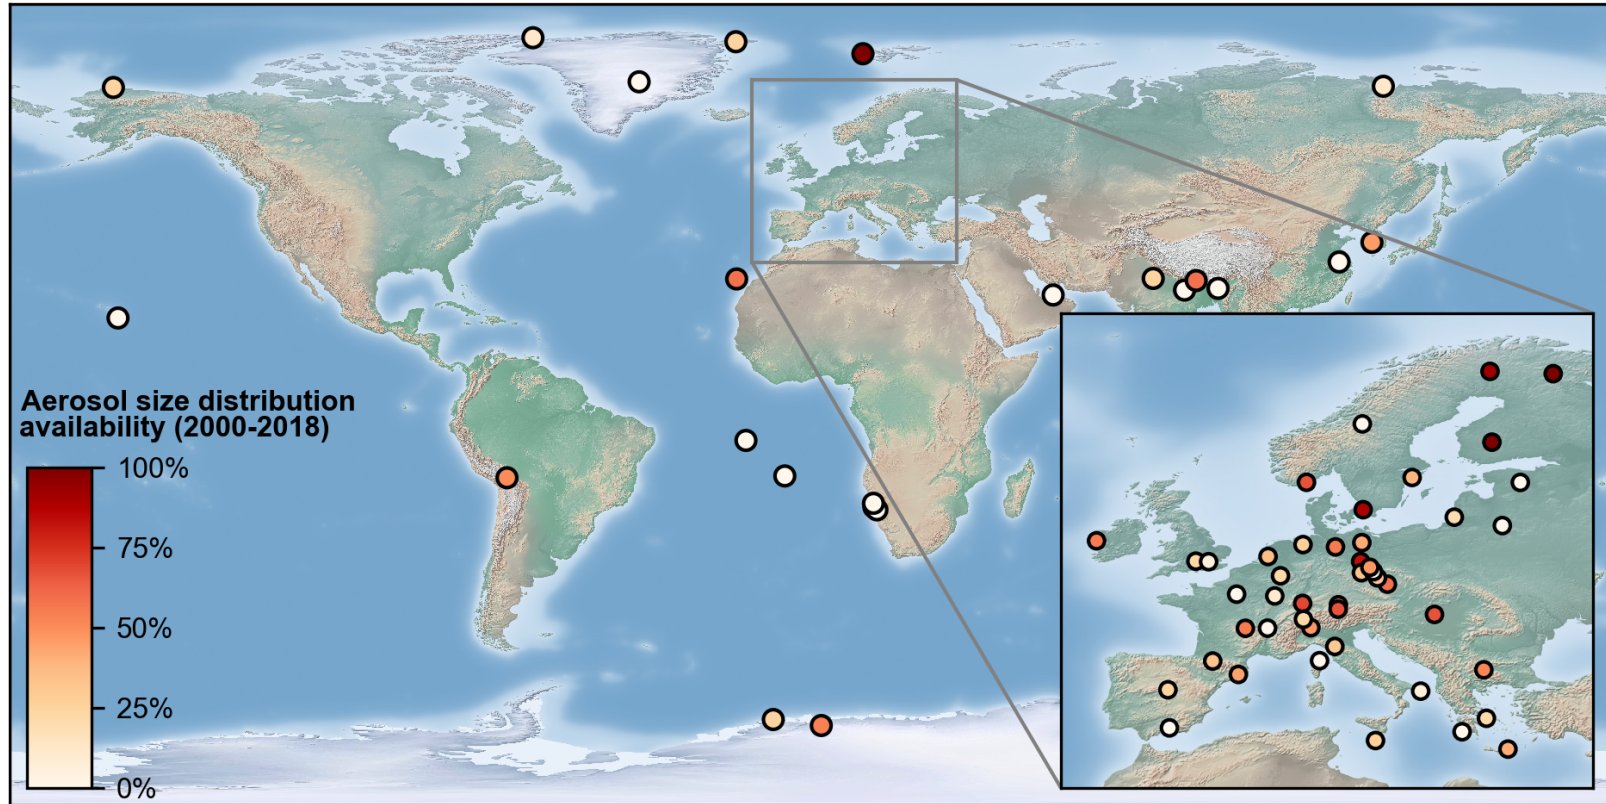 Aerosol size distribution
availability (2000-2018)
100%
75%
50%
25%
0%